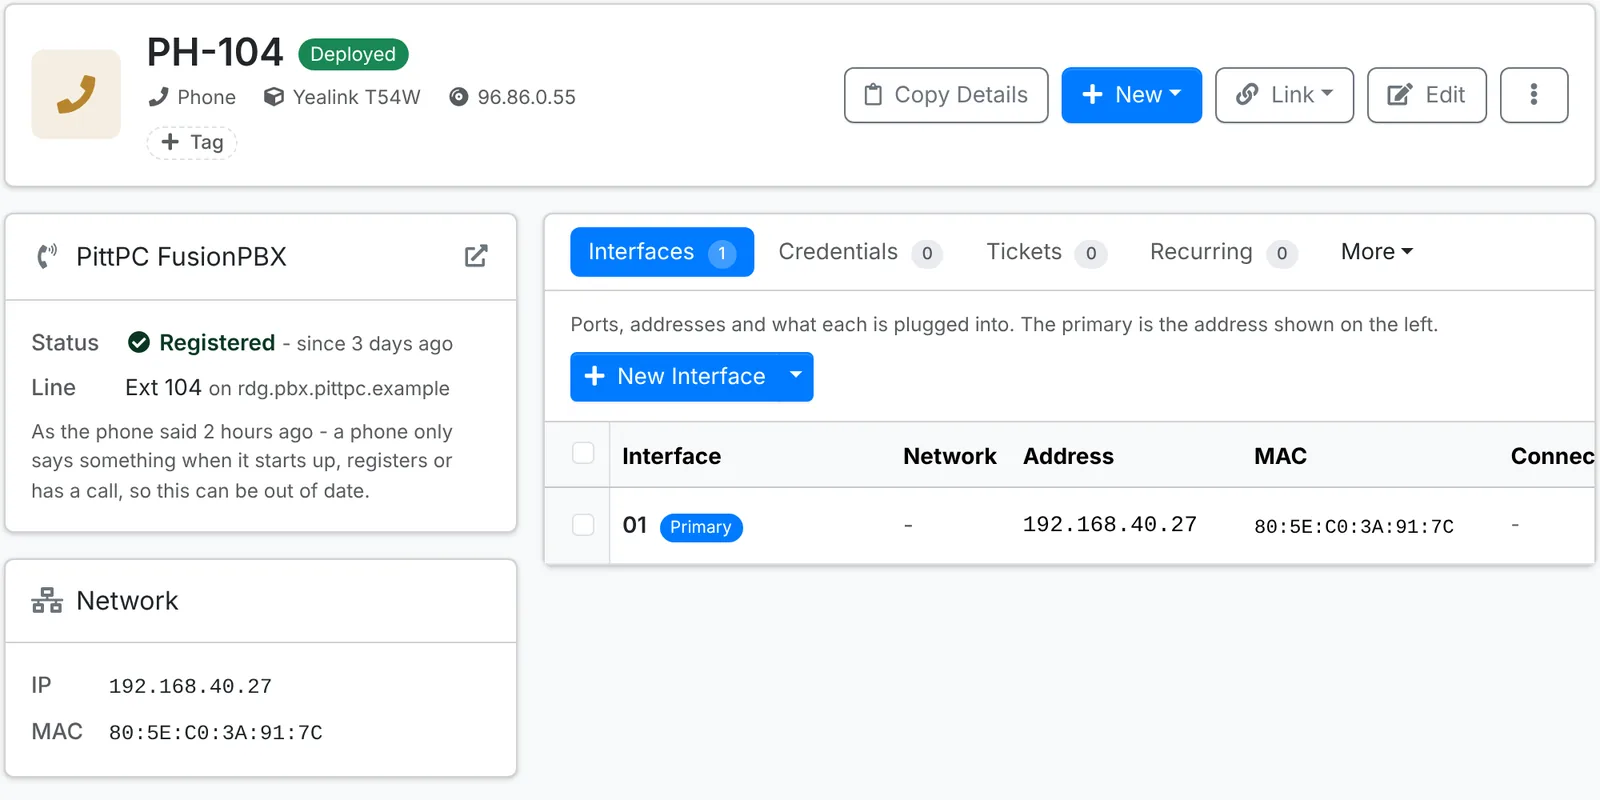 PH-104 Deployed
Phone Yealink T54W 96.86.0.55
+ Tag
Copy Details
+ New
Link
Edit
PittPC FusionPBX
Status Registered - since 3 days ago
Line Ext 104 on rdg.pbx.pittpc.example
As the phone said 2 hours ago - a phone only
says something when it starts up, registers or
has a call, so this can be out of date.
Network
IP 192.168.40.27
MAC 80:5E:C0:3A:91:7C
Interfaces 1 Credentials 0 Tickets 0 Recurring 0 More
Ports, addresses and what each is plugged into. The primary is the address shown on the left.
+ New Interface
Interface Network Address MAC Connec
01 Primary - 192.168.40.27 80:5E:C0:3A:91:7C -